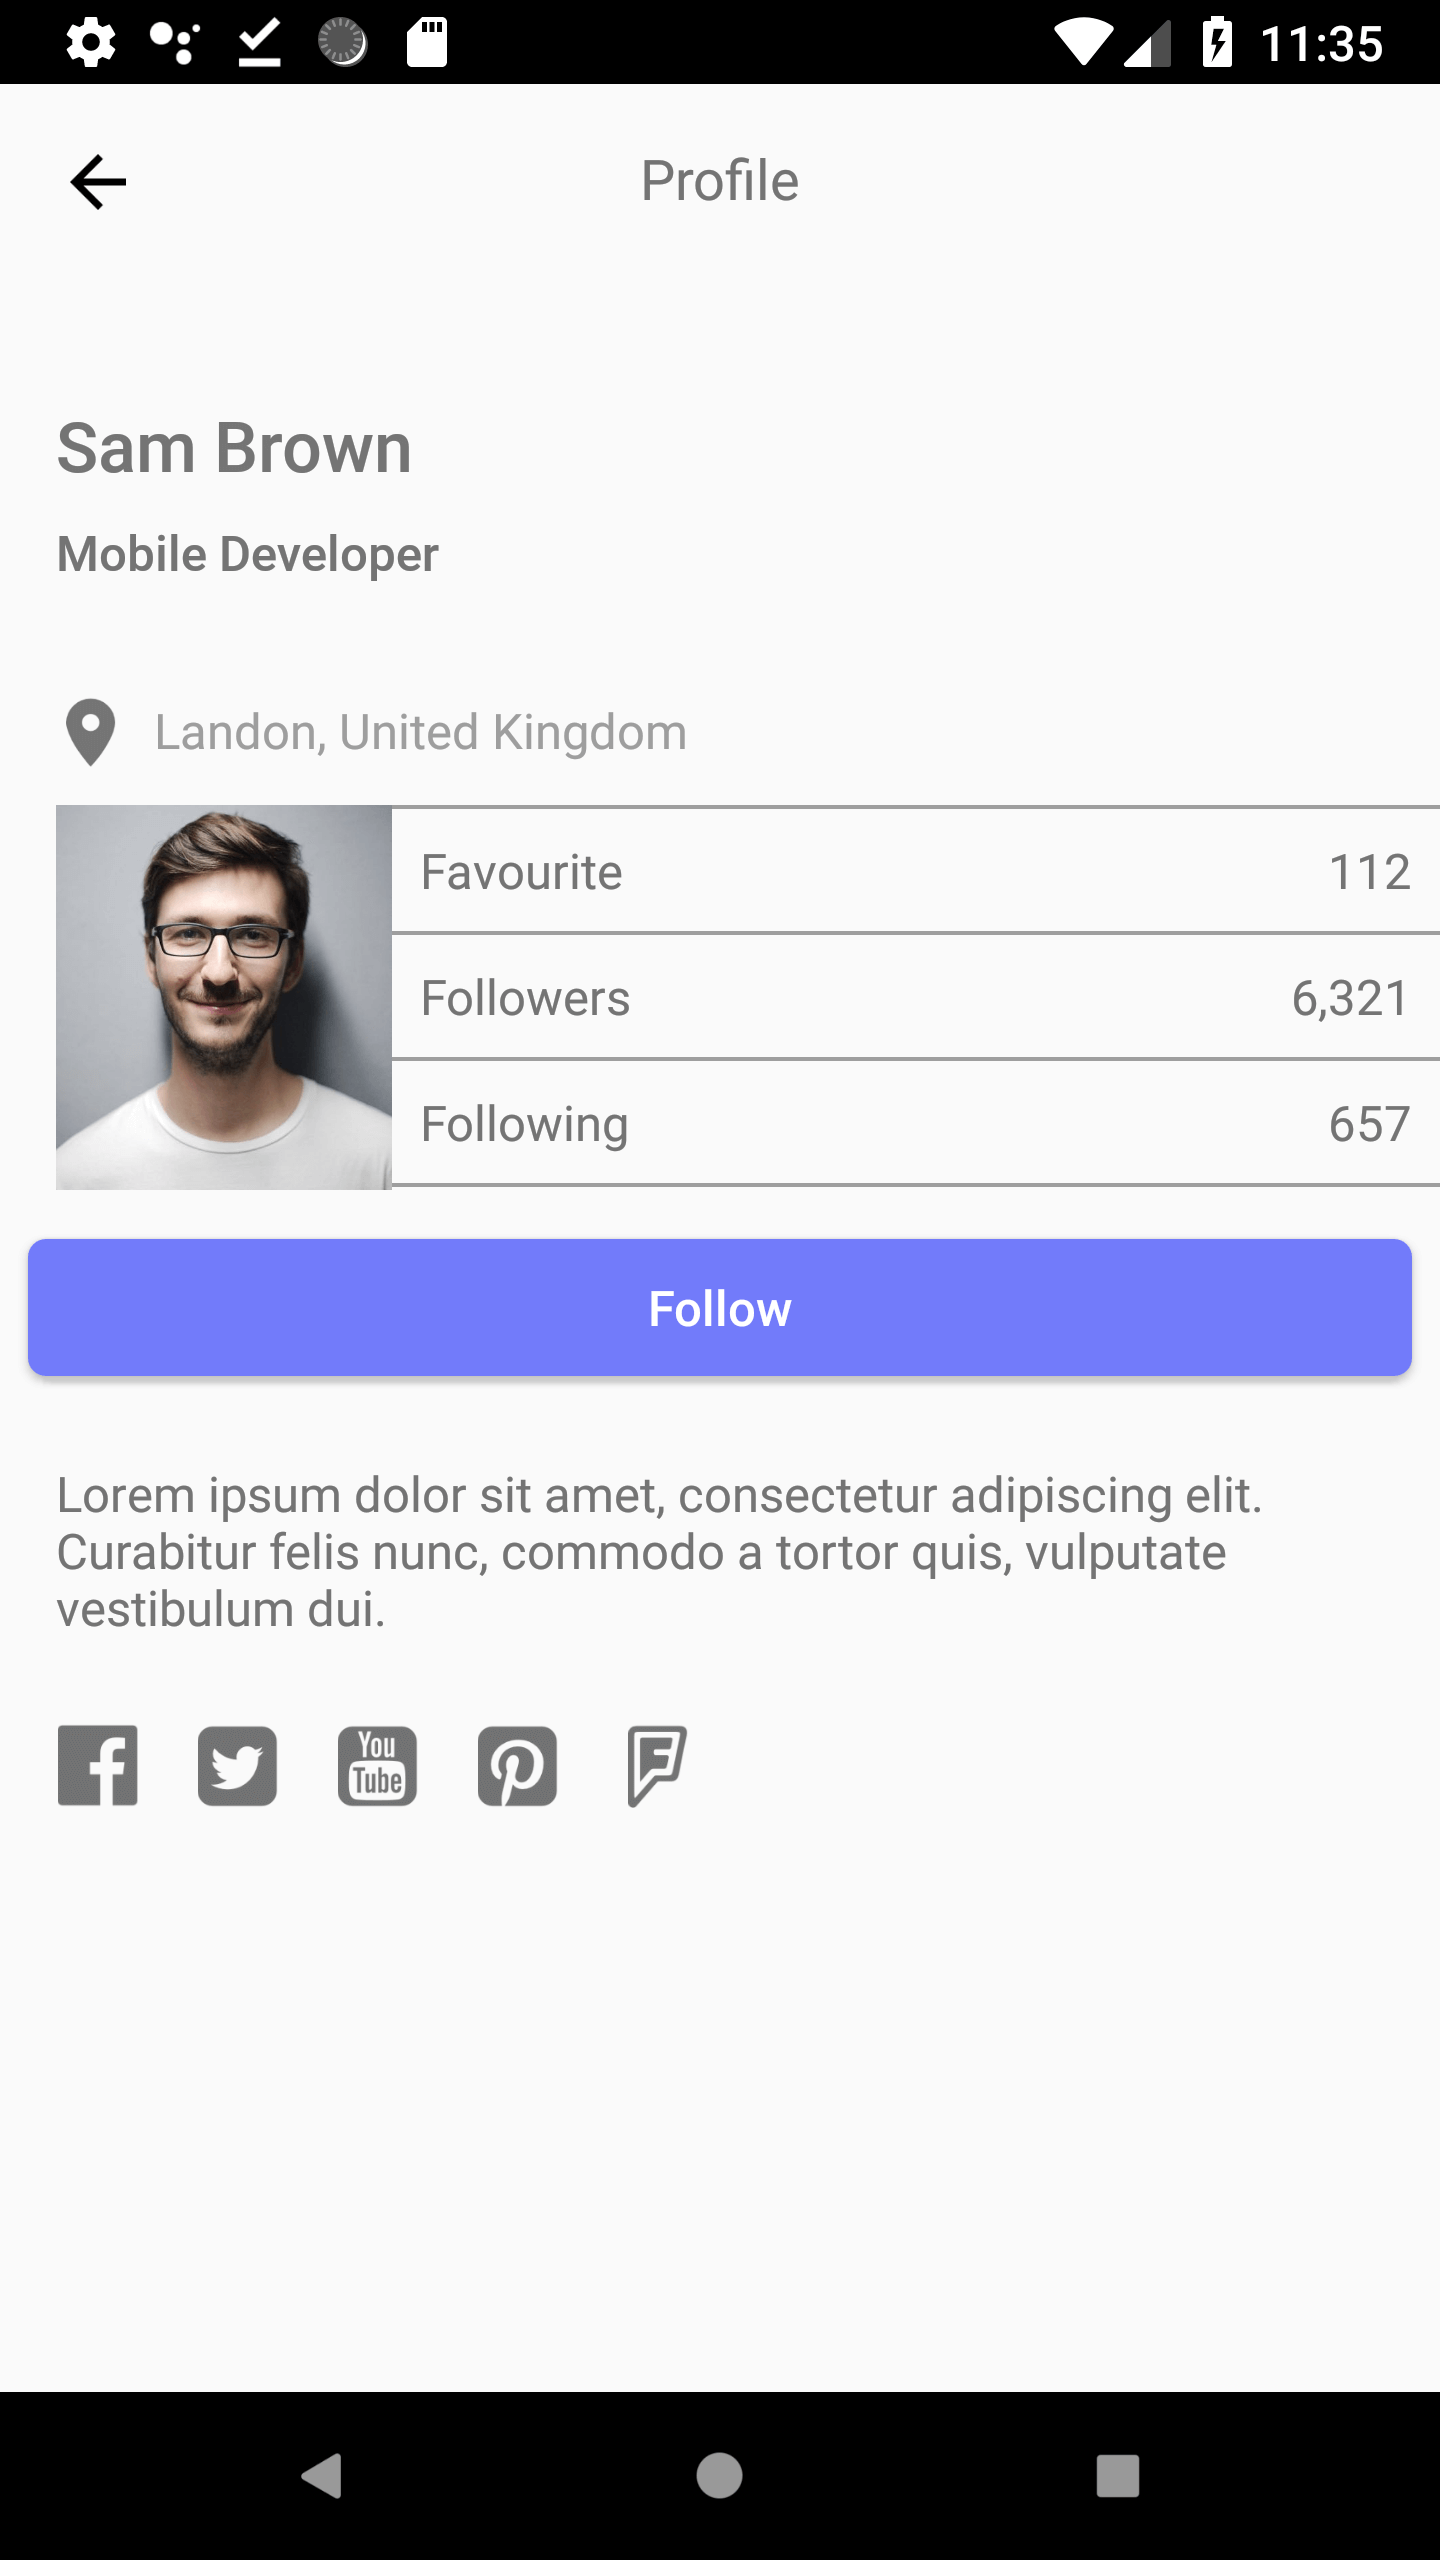 11:35
Profile
Sam Brown
Mobile Developer
Landon, United Kingdom
Favourite 112
Followers 6,321
Following 657
Follow
Lorem ipsum dolor sit amet, consectetur adipiscing elit.
Curabitur felis nunc, commodo a tortor quis, vulputate
vestibulum dui.
You
Tube